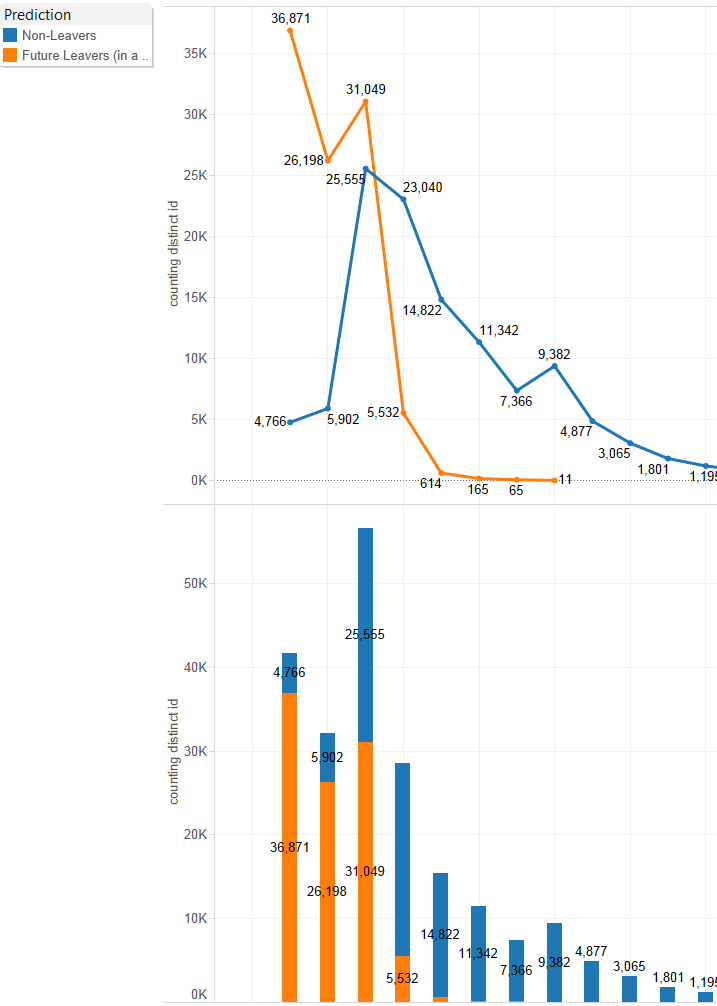 Prediction
Non-Leavers
Future Leavers (in a ..
36,871
35K
31,049
30K
26,198
25,555
25K
23,040
20K
counting distinct id
15K
14,822
11,342
10K
9,382
7,366
4,766
5,902
5,532
5K
4,877
3,065
1,801
1,195
0K
614
165
65
11
50K
25,555
40K
4,766
counting distinct id
5,902
30K
36,871
20K
31,049
26,198
14,822
10K
11,342
7,366
9,382
4,877
3,065
1,801
1,195
5,532
0K